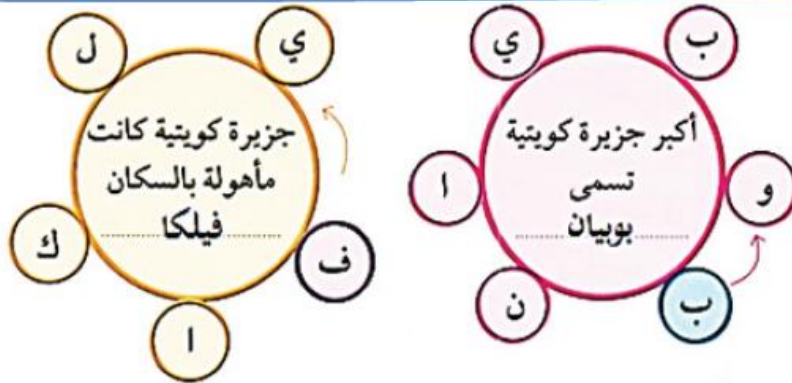 ب
ي
و
ا
ب
ن
أكبر جزيرة كويتية
تسمى
........بوبيان........
ي
ل
ف
ك
ا
جزيرة كويتية كانت
مأهولة بالسكان
........فيلكا........